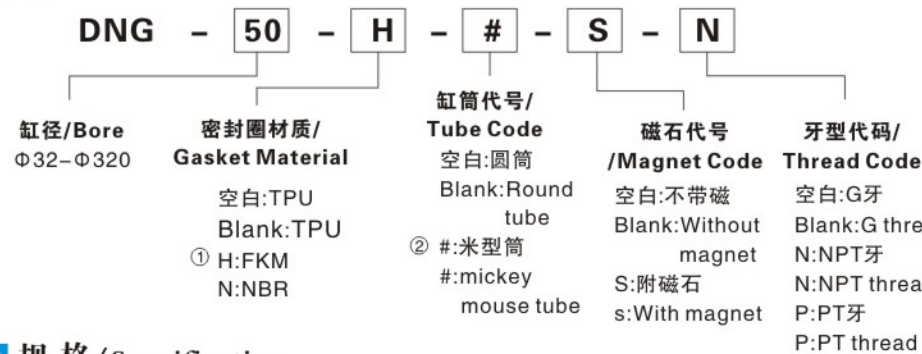 DNG – 50 – H – # – S – N
缸径/Bore
Φ32–Φ320
密封圈材质/
Gasket Material
空白:TPU
Blank:TPU
① H:FKM
N:NBR
缸筒代号/
Tube Code
空白:圆筒
Blank:Round
tube
② #:米型筒
#:mickey
mouse tube
磁石代号
/Magnet Code
空白:不带磁
Blank:Without
magnet
S:附磁石
s:With magnet
牙型代码/
Thread Code
空白:G牙
Blank:G thre
N:NPT牙
N:NPT threa
P:PT牙
P:PT thread